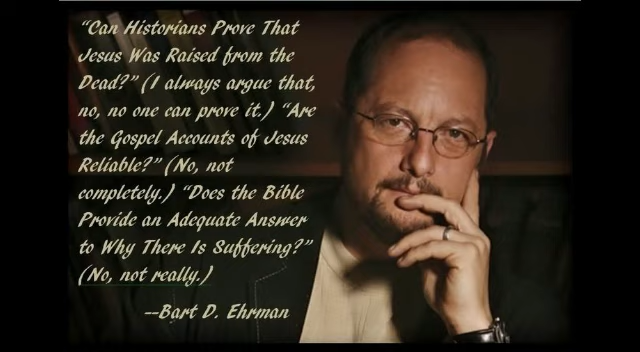 “Can Historians Prove That
Jesus Was Raised from the
Dead?” (I always argue that,
no, no one can prove it.) “Are
the Gospel Accounts of Jesus
Reliable?” (No, not
completely.) “Does the Bible
Provide an Adequate Answer
to Why There Is Suffering?”
(No, not really.)
--Bart D. Ehrman